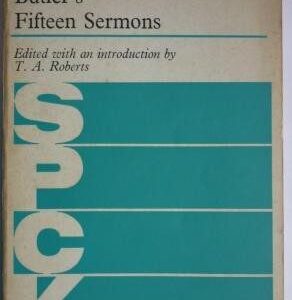 Butler's
Fifteen Sermons
Edited with an introduction by
T. A. Roberts
S
P
C
K